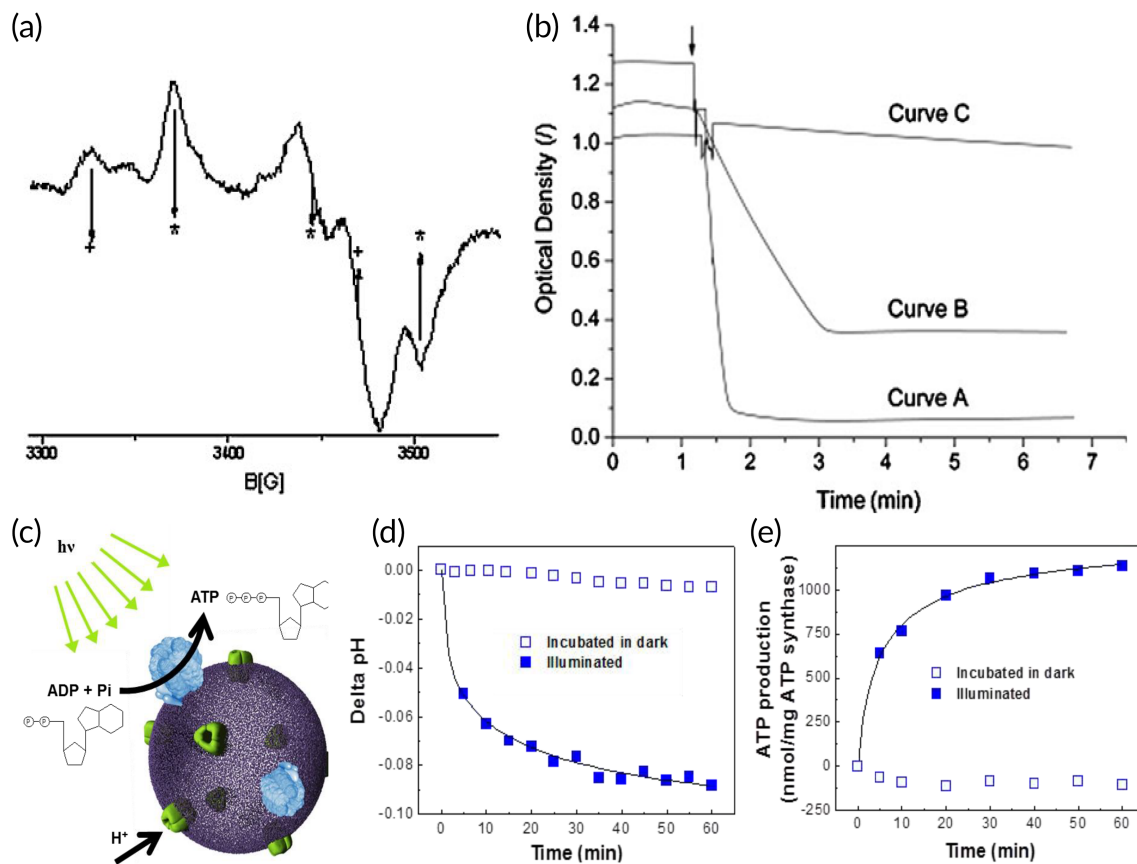 (a)
+
*
*
+
*
3300
3400
3500
B[G]
(b)
Optical Density (/)
1.4
1.2
1.0
0.8
0.6
0.4
0.2
0.0
Curve C
Curve B
Curve A
0 1 2 3 4 5 6 7
Time (min)
(c)
hν
ATP
P P P
ADP + Pi
P P
H+
(d)
Delta pH
0.00
-0.02
-0.04
-0.06
-0.08
-0.10
Incubated in dark
Illuminated
0 10 20 30 40 50 60
Time (min)
(e)
ATP production
(nmol/mg ATP synthase)
1000
750
500
250
0
-250
Incubated in dark
Illuminated
0 10 20 30 40 50 60
Time (min)